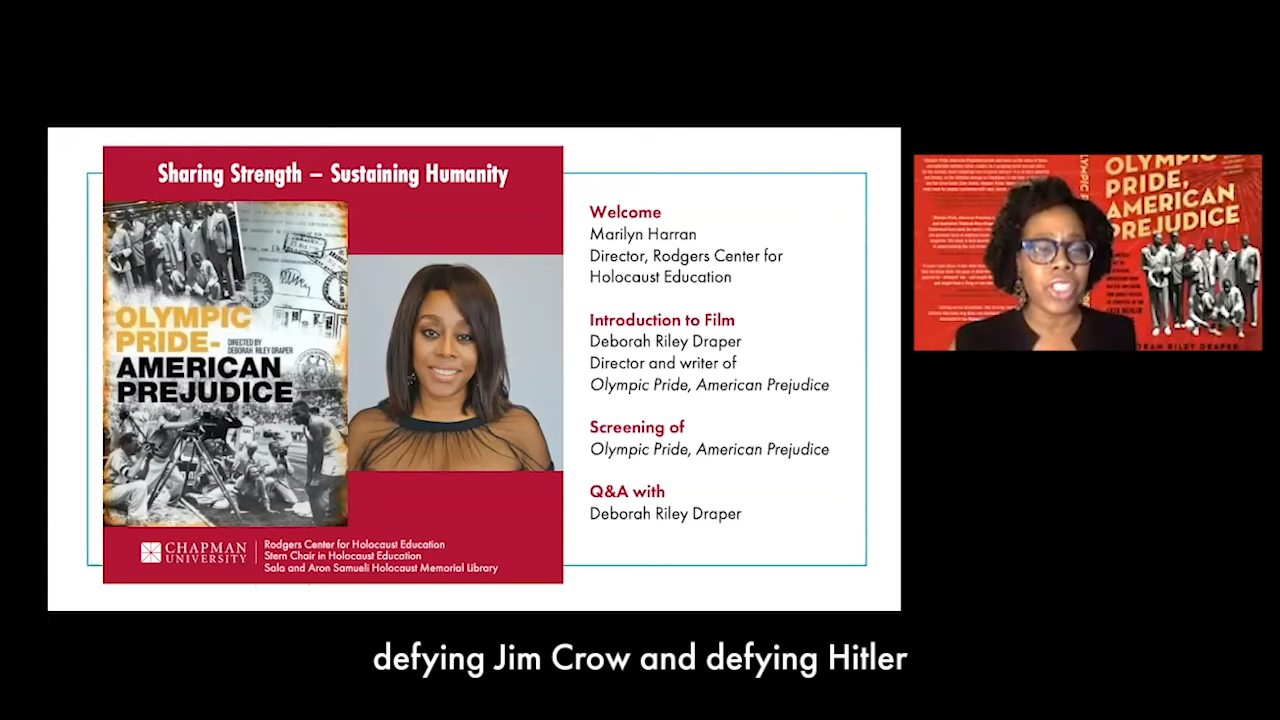 Sharing Strength – Sustaining Humanity
OLYMPIC
PRIDE-
DIRECTED BY
DEBORAH RILEY DRAPER
AMERICAN
PREJUDICE
CHAPMAN
UNIVERSITY
Rodgers Center for Holocaust Education
Stern Chair in Holocaust Education
Sala and Aron Samueli Holocaust Memorial Library
Welcome
Marilyn Harran
Director, Rodgers Center for
Holocaust Education
Introduction to Film
Deborah Riley Draper
Director and writer of
Olympic Pride, American Prejudice
Screening of
Olympic Pride, American Prejudice
Q&A with
Deborah Riley Draper
OLYMPIC
PRIDE,
AMERICAN
PREJUDICE
RILEY DRAPER
defying Jim Crow and defying Hitler